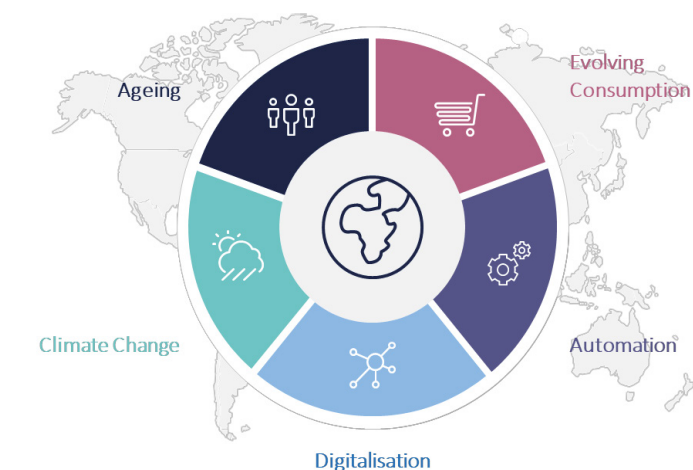 Evolving
Consumption
Ageing
Climate Change
Automation
Digitalisation